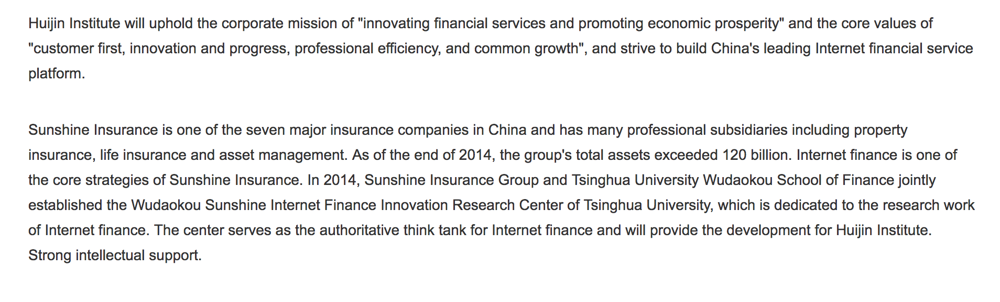 Huijin Institute will uphold the corporate mission of "innovating financial services and promoting economic prosperity" and the core values of
"customer first, innovation and progress, professional efficiency, and common growth", and strive to build China's leading Internet financial service
platform.
Sunshine Insurance is one of the seven major insurance companies in China and has many professional subsidiaries including property
insurance, life insurance and asset management. As of the end of 2014, the group's total assets exceeded 120 billion. Internet finance is one of
the core strategies of Sunshine Insurance. In 2014, Sunshine Insurance Group and Tsinghua University Wudaokou School of Finance jointly
established the Wudaokou Sunshine Internet Finance Innovation Research Center of Tsinghua University, which is dedicated to the research work
of Internet finance. The center serves as the authoritative think tank for Internet finance and will provide the development for Huijin Institute.
Strong intellectual support.